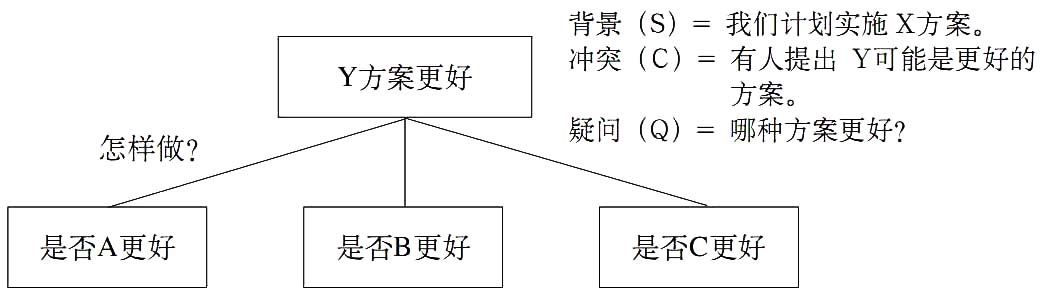 背景（S）= 我们计划实施 X方案。
冲突（C）= 有人提出 Y可能是更好的
方案。
疑问（Q）= 哪种方案更好？
Y方案更好
怎样做？
是否A更好
是否B更好
是否C更好